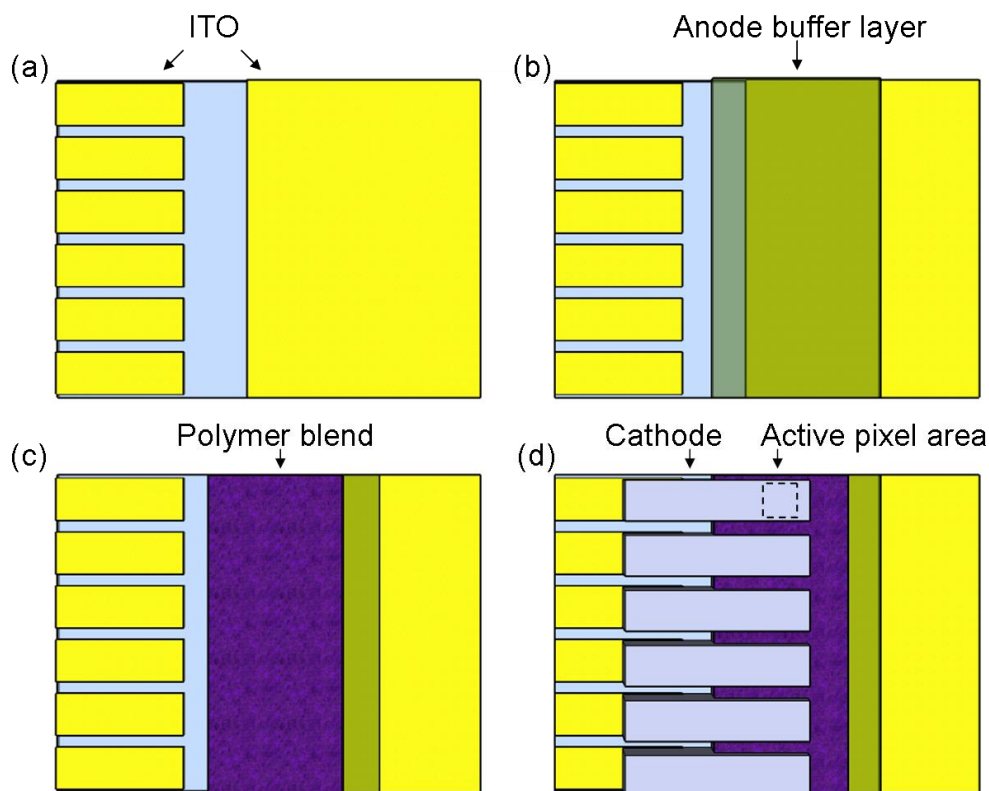 ITO
(a)
Anode buffer layer
(b)
Polymer blend
(c)
Cathode
Active pixel area
(d)